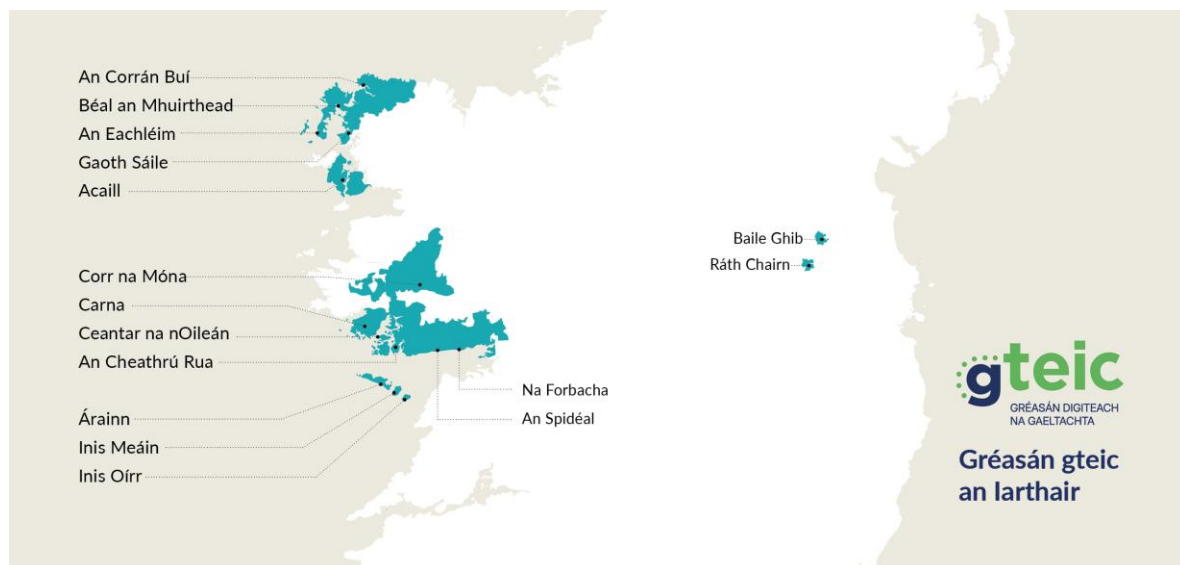 An Corrán Buí
Béal an Mhuirthead
An Eachléim
Gaoth Sáile
Acaill
Corr na Móna
Carna
Ceantar na nOileán
An Cheathrú Rua
Árainn
Inis Meáin
Inis Oírr
Na Forbacha
An Spidéal
Baile Ghib
Ráth Chairn
gteic
GRÉASÁN DIGITEACH
NA GAELTACHTA
Gréasán gteic
an Iarthair